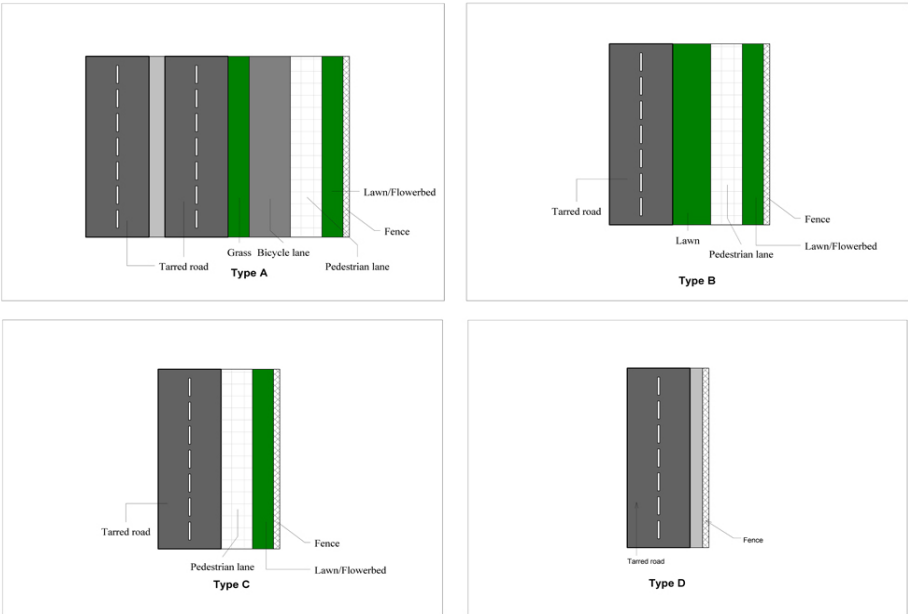 Lawn/Flowerbed
Fence
Grass Bicycle lane
Pedestrian lane
Tarred road
Type A
Tarred road
Fence
Lawn
Lawn/Flowerbed
Pedestrian lane
Type B
Tarred road
Fence
Pedestrian lane
Lawn/Flowerbed
Type C
Fence
Tarred road
Type D